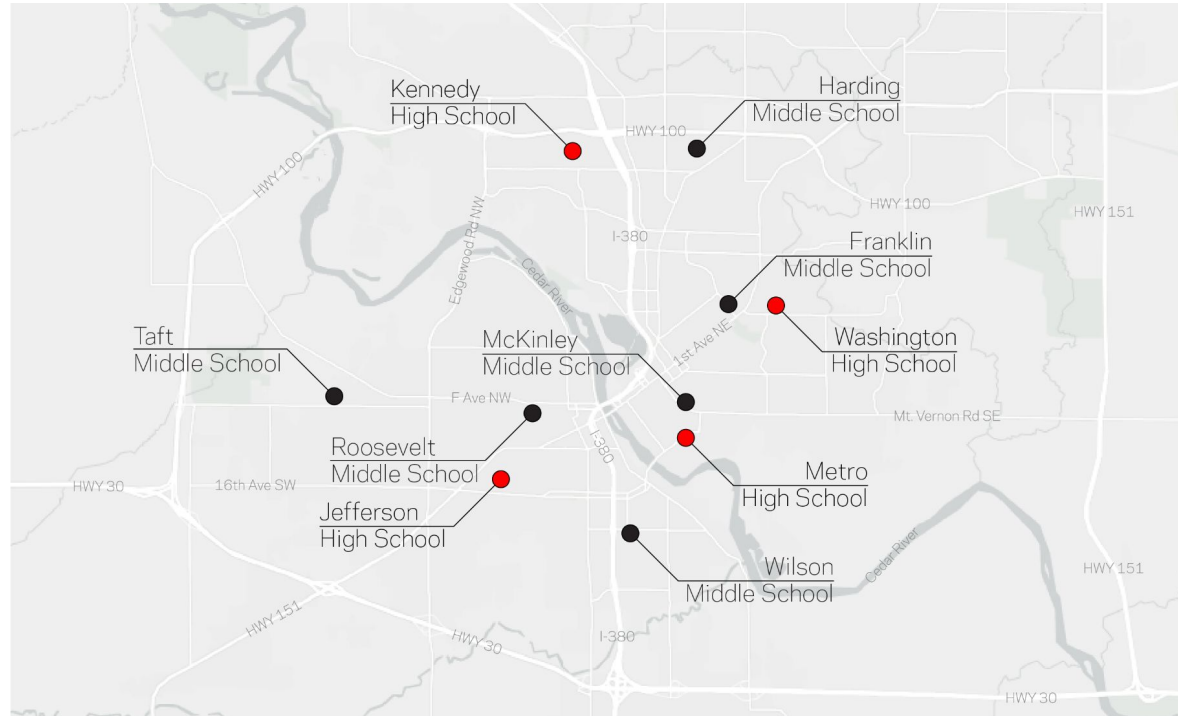 Kennedy
High School
Harding
Middle School
HWY 100
HWY 100
HWY 100
HWY 151
I-380
Edgewood Rd NW
Franklin
Middle School
Cedar River
Taft
Middle School
McKinley
Middle School
1st Ave NE
Washington
High School
F Ave NW
Mt. Vernon Rd SE
Roosevelt
Middle School
I-380
Metro
High School
HWY 30
16th Ave SW
Jefferson
High School
Wilson
Middle School
Cedar River
HWY 151
HWY 151
HWY 30
I-380
HWY 30